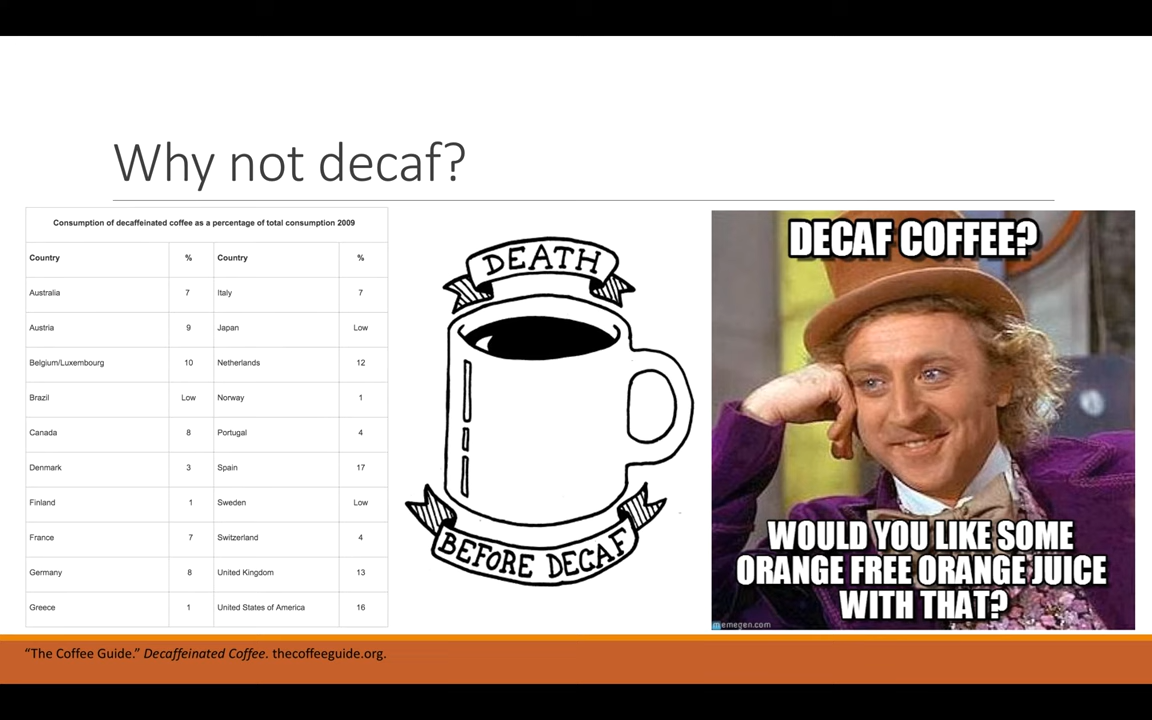 Why not decaf?
Consumption of decaffeinated coffee as a percentage of total consumption 2009
Country % Country %
Australia 7 Italy 7
Austria 9 Japan Low
Belgium/Luxembourg 10 Netherlands 12
Brazil Low Norway 1
Canada 8 Portugal 4
Denmark 3 Spain 17
Finland 1 Sweden Low
France 7 Switzerland 4
Germany 8 United Kingdom 13
Greece 1 United States of America 16
DEATH
BEFORE DECAF
DECAF COFFEE?
WOULD YOU LIKE SOME
ORANGE FREE ORANGE JUICE
WITH THAT?
memegen.com
“The Coffee Guide.” Decaffeinated Coffee. thecoffeeguide.org.